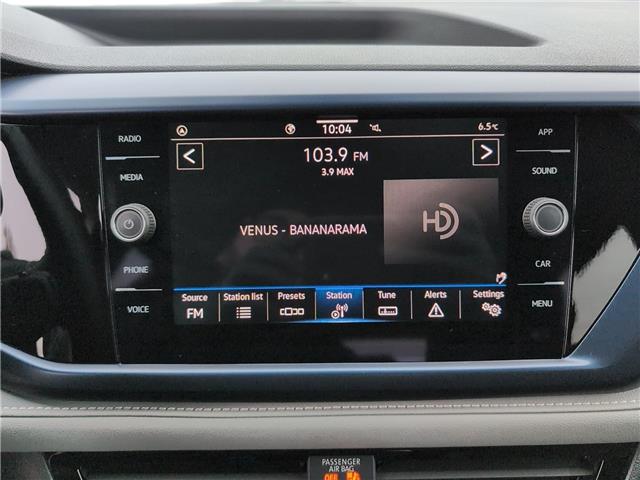 10:04
6.5°C
RADIO
MEDIA
PHONE
VOICE
103.9 FM
3.9 MAX
VENUS - BANANARAMA
HD
Source
FM
Station list
Presets
Station
Tune
Alerts
Settings
APP
SOUND
CAR
MENU
PASSENGER
AIR BAG
OFF